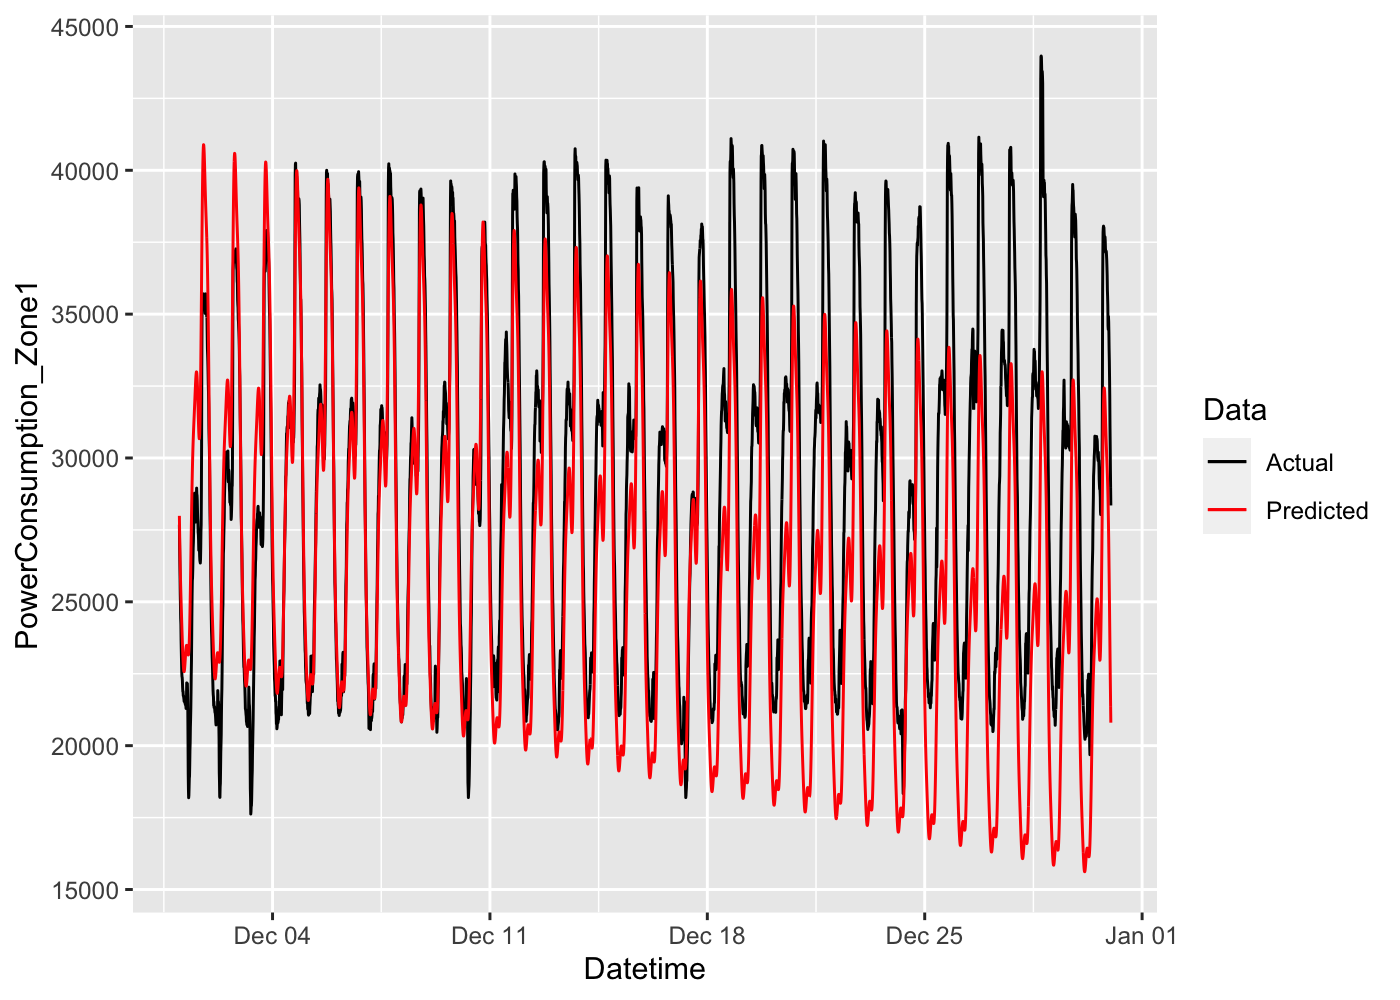 45000
40000
35000
30000
25000
20000
15000
PowerConsumption_Zone1
Dec 04
Dec 11
Dec 18
Dec 25
Jan 01
Datetime
Data
Actual
Predicted